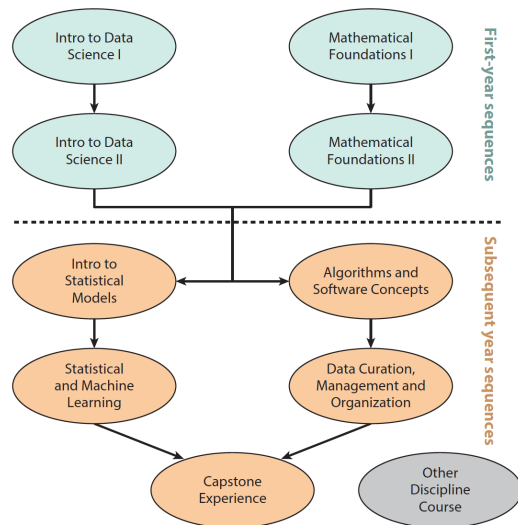 Intro to Data
Science I
Mathematical
Foundations I
Intro to Data
Science II
Mathematical
Foundations II
First-year sequences
Intro to
Statistical
Models
Algorithms and
Software Concepts
Statistical
and Machine
Learning
Data Curation,
Management and
Organization
Subsequent year sequences
Capstone
Experience
Other
Discipline
Course